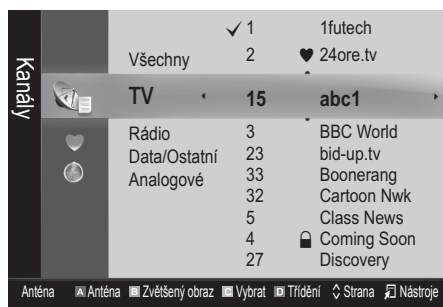 Kanály
1 1futech
Všechny 2 24ore.tv
TV 15 abc1
Rádio 3 BBC World
Data/Ostatní 23 bid-up.tv
Analogové 33 Boonerang
32 Cartoon Nwk
5 Class News
4 Coming Soon
27 Discovery
Anténa A Anténa B Zvětšený obraz C Vybrat D Třídění Strana Nástroje